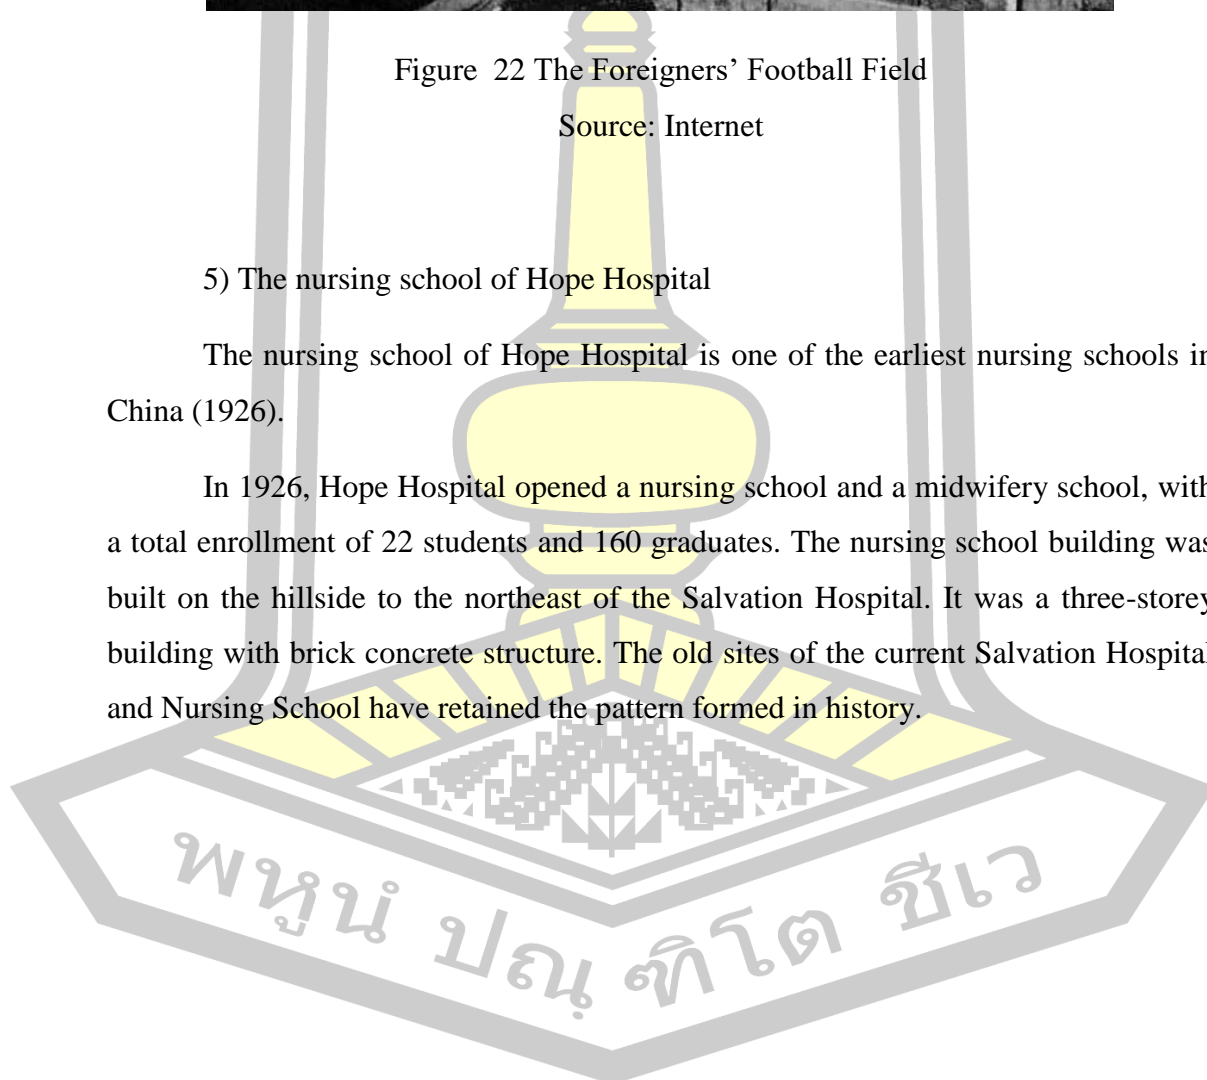 Figure  22 The Foreigners’ Football Field
Source: Internet
5) The nursing school of Hope Hospital
The nursing school of Hope Hospital is one of the earliest nursing schools in
China (1926).
In 1926, Hope Hospital opened a nursing school and a midwifery school, with
a total enrollment of 22 students and 160 graduates. The nursing school building was
built on the hillside to the northeast of the Salvation Hospital. It was a three-storey
building with brick concrete structure. The old sites of the current Salvation Hospital
and Nursing School have retained the pattern formed in history.
พหูนํ ปณฺฑิโต ชีเว